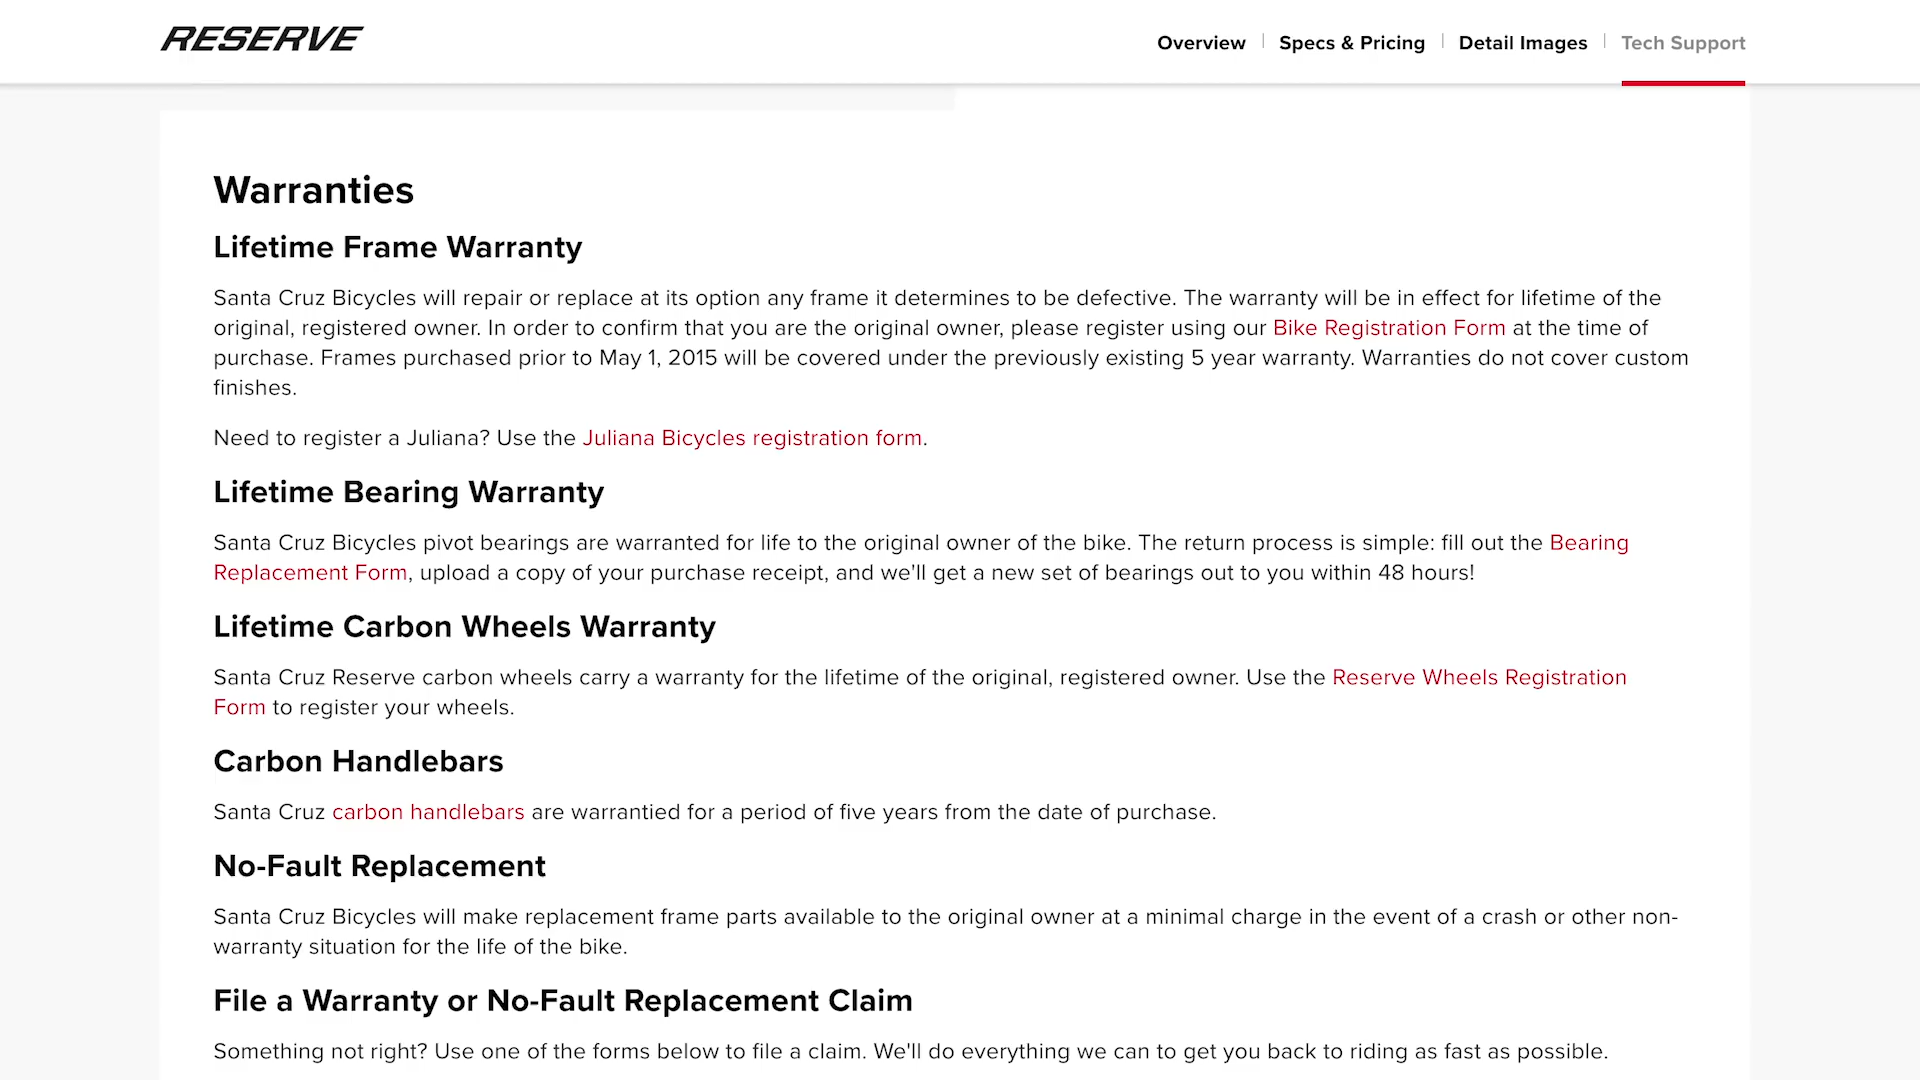 RESERVE
Overview
Specs & Pricing
Detail Images
Tech Support
Warranties
Lifetime Frame Warranty
Santa Cruz Bicycles will repair or replace at its option any frame it determines to be defective. The warranty will be in effect for lifetime of the
original, registered owner. In order to confirm that you are the original owner, please register using our Bike Registration Form at the time of
purchase. Frames purchased prior to May 1, 2015 will be covered under the previously existing 5 year warranty. Warranties do not cover custom
finishes.
Need to register a Juliana? Use the Juliana Bicycles registration form.
Lifetime Bearing Warranty
Santa Cruz Bicycles pivot bearings are warranted for life to the original owner of the bike. The return process is simple: fill out the Bearing
Replacement Form, upload a copy of your purchase receipt, and we'll get a new set of bearings out to you within 48 hours!
Lifetime Carbon Wheels Warranty
Santa Cruz Reserve carbon wheels carry a warranty for the lifetime of the original, registered owner. Use the Reserve Wheels Registration
Form to register your wheels.
Carbon Handlebars
Santa Cruz carbon handlebars are warrantied for a period of five years from the date of purchase.
No-Fault Replacement
Santa Cruz Bicycles will make replacement frame parts available to the original owner at a minimal charge in the event of a crash or other non-
warranty situation for the life of the bike.
File a Warranty or No-Fault Replacement Claim
Something not right? Use one of the forms below to file a claim. We'll do everything we can to get you back to riding as fast as possible.